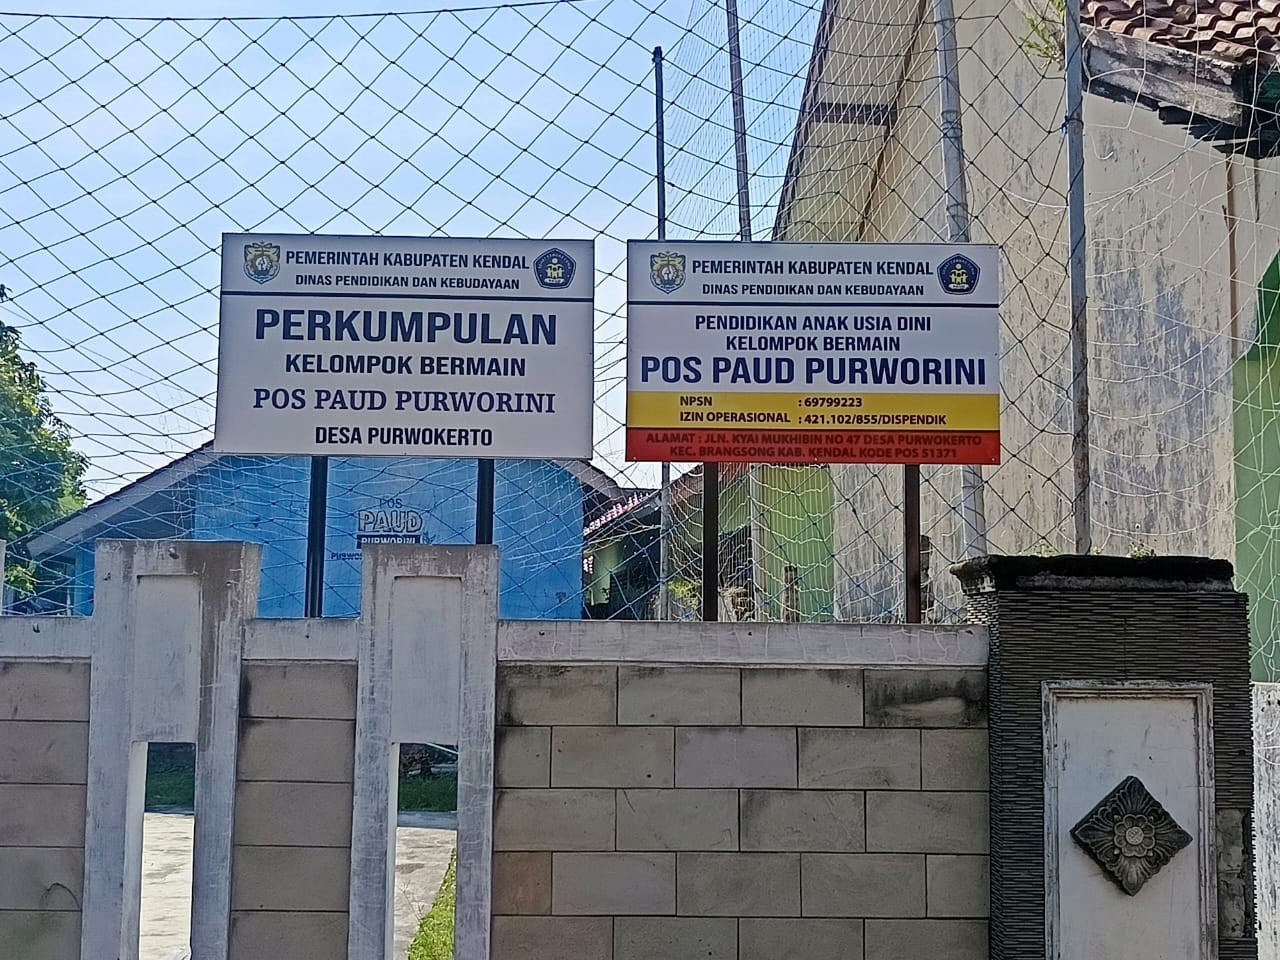 PEMERINTAH KABUPATEN KENDAL
DINAS PENDIDIKAN DAN KEBUDAYAAN
PERKUMPULAN
KELOMPOK BERMAIN
POS PAUD PURWORINI
DESA PURWOKERTO
PEMERINTAH KABUPATEN KENDAL
DINAS PENDIDIKAN DAN KEBUDAYAAN
PENDIDIKAN ANAK USIA DINI
KELOMPOK BERMAIN
POS PAUD PURWORINI
NPSN : 69799223
IZIN OPERASIONAL : 421.102/855/DISPENDIK
ALAMAT : JLN. KYAI MUKHIBIN NO 47 DESA PURWOKERTO
KEC. BRANGSONG KAB. KENDAL KODE POS 51371
POS
PAUD
PURWORINI